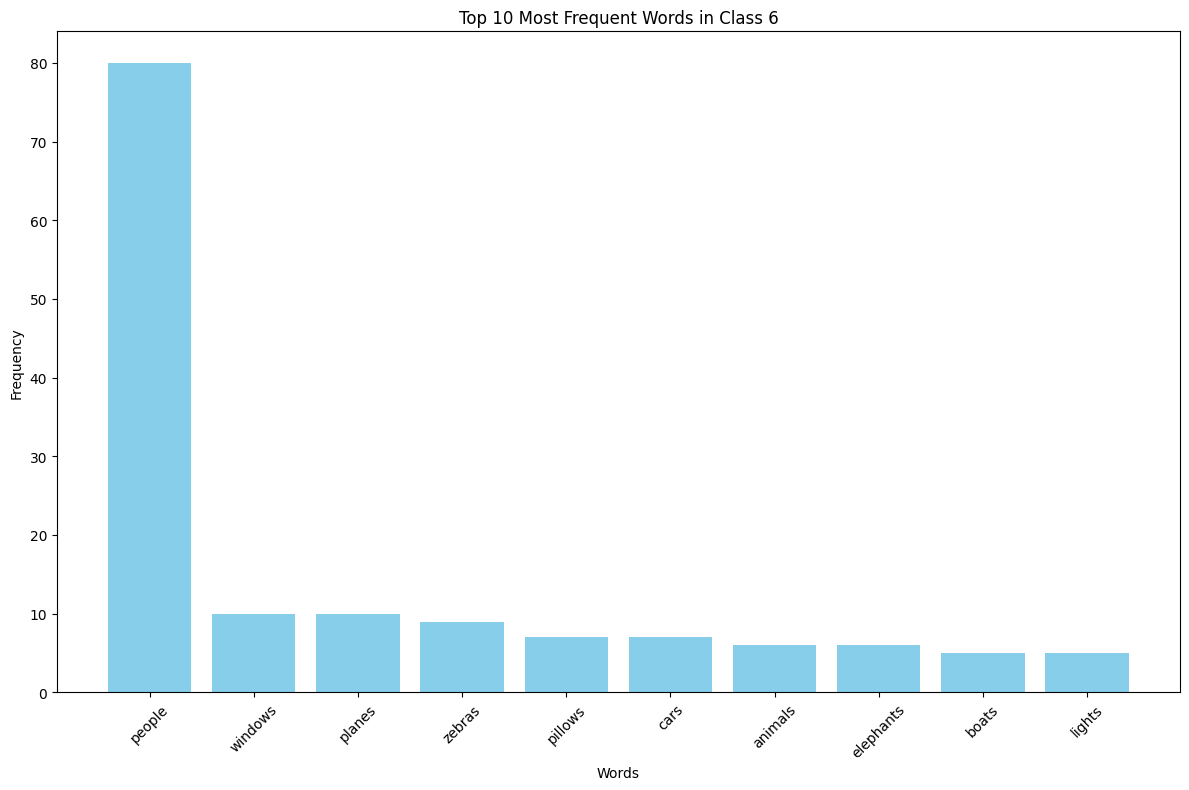 Top 10 Most Frequent Words in Class 6
80
70
60
50
40
30
20
10
0
Frequency
people
windows
planes
zebras
pillows
cars
animals
elephants
boats
lights
Words